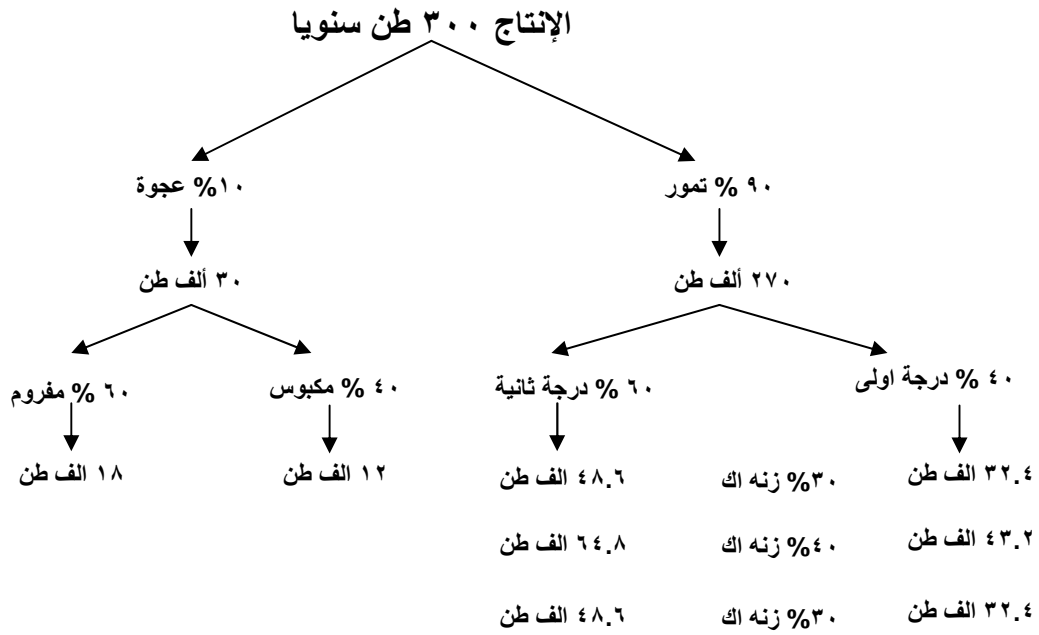 الإنتاج ٣٠٠ طن سنويا
٩٠ % تمور
١٠% عجوة
٢٧٠ ألف طن
٣٠ ألف طن
٤٠ % درجة اولى
٦٠ % درجة ثانية
٤٠ % مكبوس
٦٠ % مفروم
٣٢.٤ الف طن
٣٠% زنه اك
٤٨.٦ الف طن
١٢ الف طن
١٨ الف طن
٤٣.٢ الف طن
٤٠% زنه اك
٦٤.٨ الف طن
٣٢.٤ الف طن
٣٠% زنه اك
٤٨.٦ الف طن